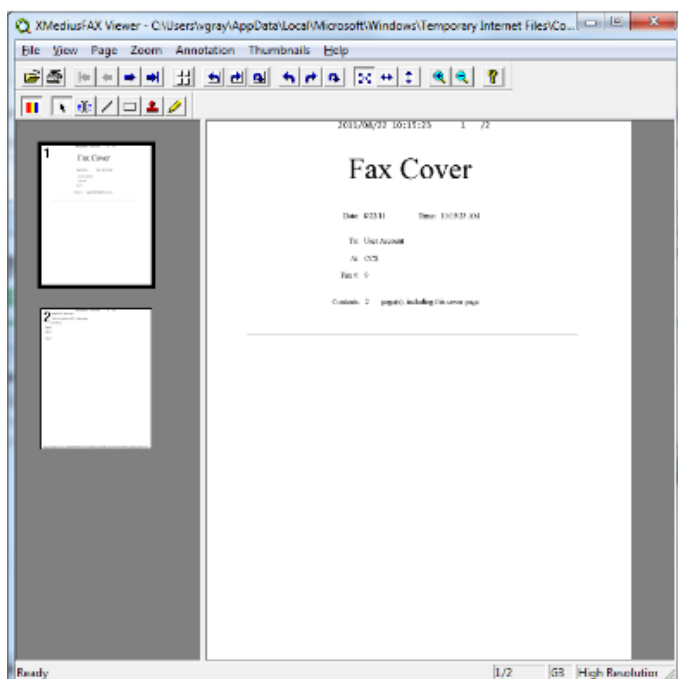 XMediusFAX Viewer - C:\Users\vgray\AppData\Local\Microsoft\Windows\Temporary Internet Files\Co...
File View Page Zoom Annotation Thumbnails Help
1
Fax Cover
2
2011/08/22 10:15:23 1 /2
Fax Cover
Date: 8/22/11 Time: 10:15:23 AM
To: User Account
At:
Fax #: 9
Contents: 2 page(s), including this cover page
Ready 1/2 G3 High Resolution